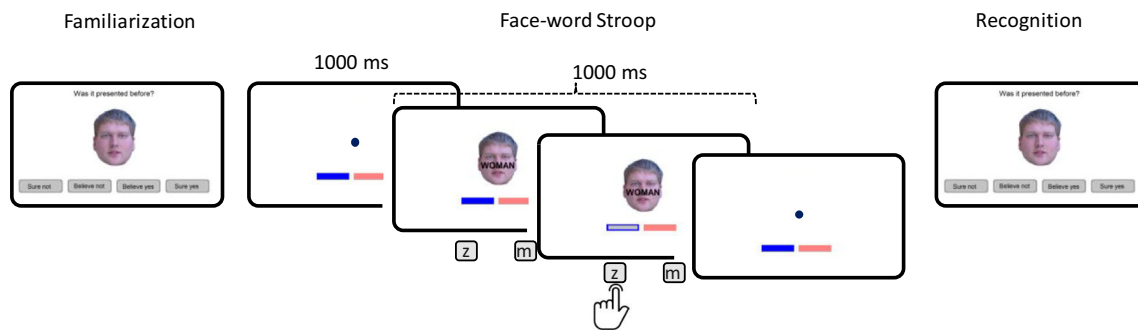 Familiarization
Face-word Stroop
Recognition
1000 ms
1000 ms
Was it presented before?
Sure not
Believe not
Believe yes
Sure yes
WOMAN
z
m
WOMAN
z
m
Was it presented before?
Sure not
Believe not
Believe yes
Sure yes